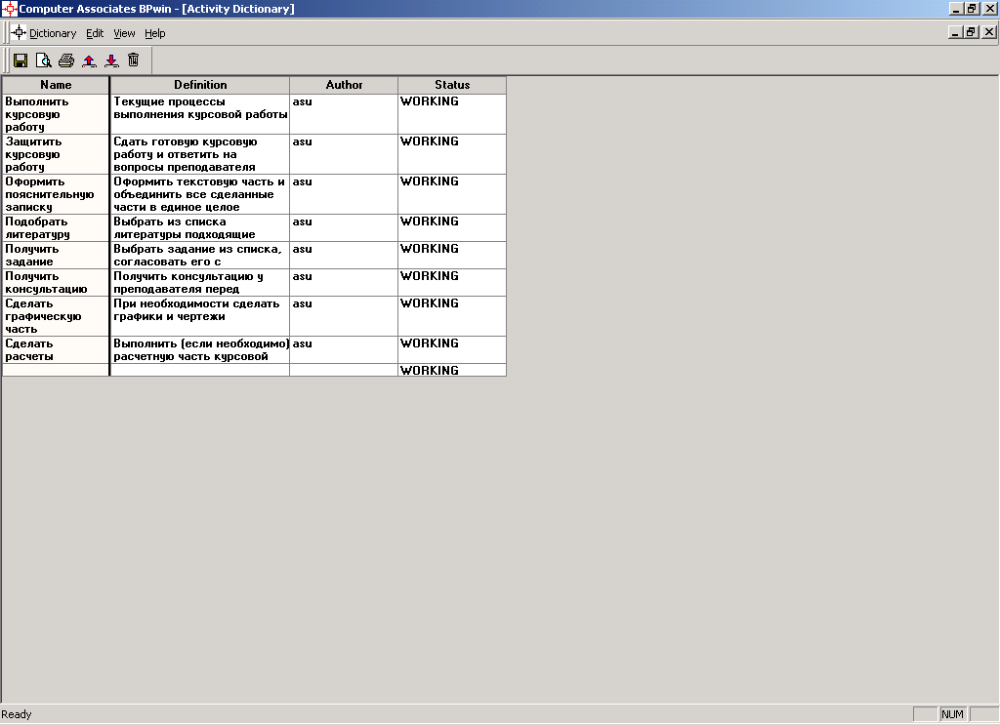 Computer Associates BPwin - [Activity Dictionary]
Dictionary Edit View Help
Name Definition Author Status
Выполнить курсовую работу Текущие процессы выполнения курсовой работы asu WORKING
Защитить курсовую работу Сдать готовую курсовую работу и ответить на вопросы преподавателя asu WORKING
Оформить пояснительную записку Оформить текстовую часть и объединить все сделанные части в единое целое asu WORKING
Подобрать литературу Выбрать из списка литературы подходящие asu WORKING
Получить задание Выбрать задание из списка, согласовать его с asu WORKING
Получить консультацию Получить консультацию у преподавателя перед asu WORKING
Сделать графическую часть При необходимости сделать графики и чертежи asu WORKING
Сделать расчеты Выполнить (если необходимо) расчетную часть курсовой asu WORKING
WORKING
Ready NUM